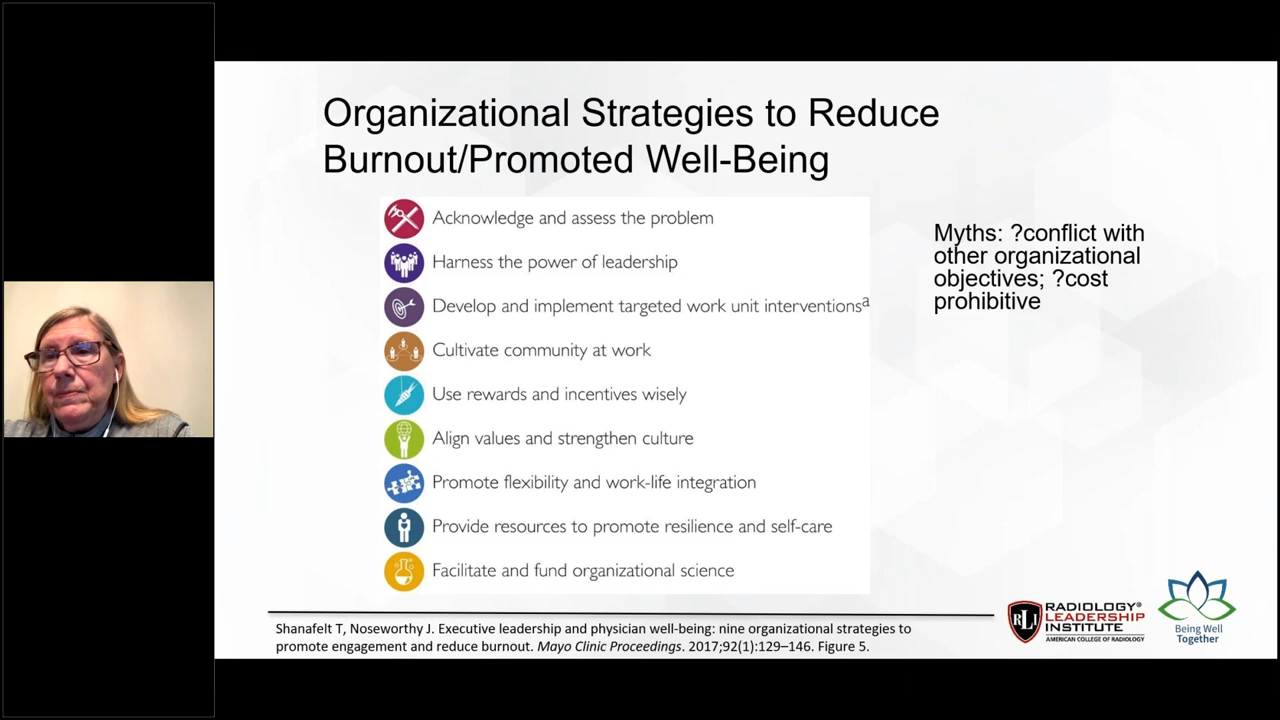 Organizational Strategies to Reduce
Burnout/Promoted Well-Being
Acknowledge and assess the problem
Harness the power of leadership
Develop and implement targeted work unit interventionsª
Cultivate community at work
Use rewards and incentives wisely
Align values and strengthen culture
Promote flexibility and work-life integration
Provide resources to promote resilience and self-care
Facilitate and fund organizational science
Myths: ?conflict with
other organizational
objectives; ?cost
prohibitive
Shanafelt T, Noseworthy J. Executive leadership and physician well-being: nine organizational strategies to
promote engagement and reduce burnout. Mayo Clinic Proceedings. 2017;92(1):129–146. Figure 5.
RLI
RADIOLOGY®
LEADERSHIP
INSTITUTE
AMERICAN COLLEGE OF RADIOLOGY
Being Well
Together